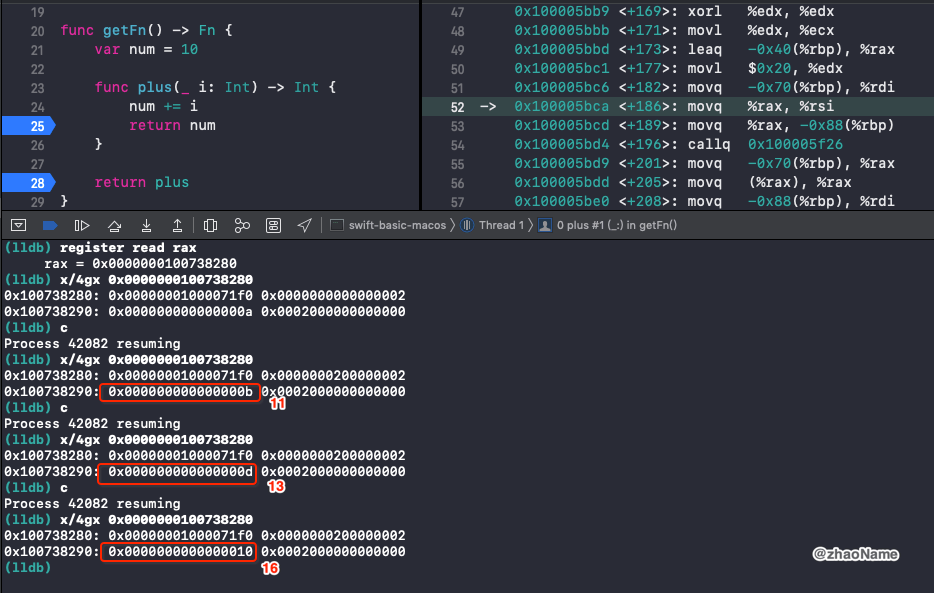 19
20 func getFn() -> Fn {
21 var num = 10
22
23 func plus(_ i: Int) -> Int {
24 num += i
25 return num
26 }
27
28 return plus
29 }
47 0x100005bb9 <+169>: xorl %edx, %edx
48 0x100005bbb <+171>: movl %edx, %ecx
49 0x100005bbd <+173>: leaq -0x40(%rbp), %rax
50 0x100005bc1 <+177>: movl $0x20, %edx
51 0x100005bc6 <+182>: movq -0x70(%rbp), %rdi
52 -> 0x100005bca <+186>: movq %rax, %rsi
53 0x100005bcd <+189>: movq %rax, -0x88(%rbp)
54 0x100005bd4 <+196>: callq 0x100005f26
55 0x100005bd9 <+201>: movq -0x70(%rbp), %rax
56 0x100005bdd <+205>: movq (%rax), %rax
57 0x100005be0 <+208>: movq -0x88(%rbp), %rdi
swift-basic-macos Thread 1 0 plus #1 (_:) in getFn()
(lldb) register read rax
rax = 0x0000000100738280
(lldb) x/4gx 0x0000000100738280
0x100738280: 0x00000001000071f0 0x0000000000000002
0x100738290: 0x000000000000000a 0x0002000000000000
(lldb) c
Process 42082 resuming
(lldb) x/4gx 0x0000000100738280
0x100738280: 0x00000001000071f0 0x0000000200000002
0x100738290: 0x000000000000000b 0x0002000000000000
11
(lldb) c
Process 42082 resuming
(lldb) x/4gx 0x0000000100738280
0x100738280: 0x00000001000071f0 0x0000000200000002
0x100738290: 0x000000000000000d 0x0002000000000000
13
(lldb) c
Process 42082 resuming
(lldb) x/4gx 0x0000000100738280
0x100738280: 0x00000001000071f0 0x0000000200000002
0x100738290: 0x0000000000000010 0x0002000000000000
16
(lldb)
@zhaoName